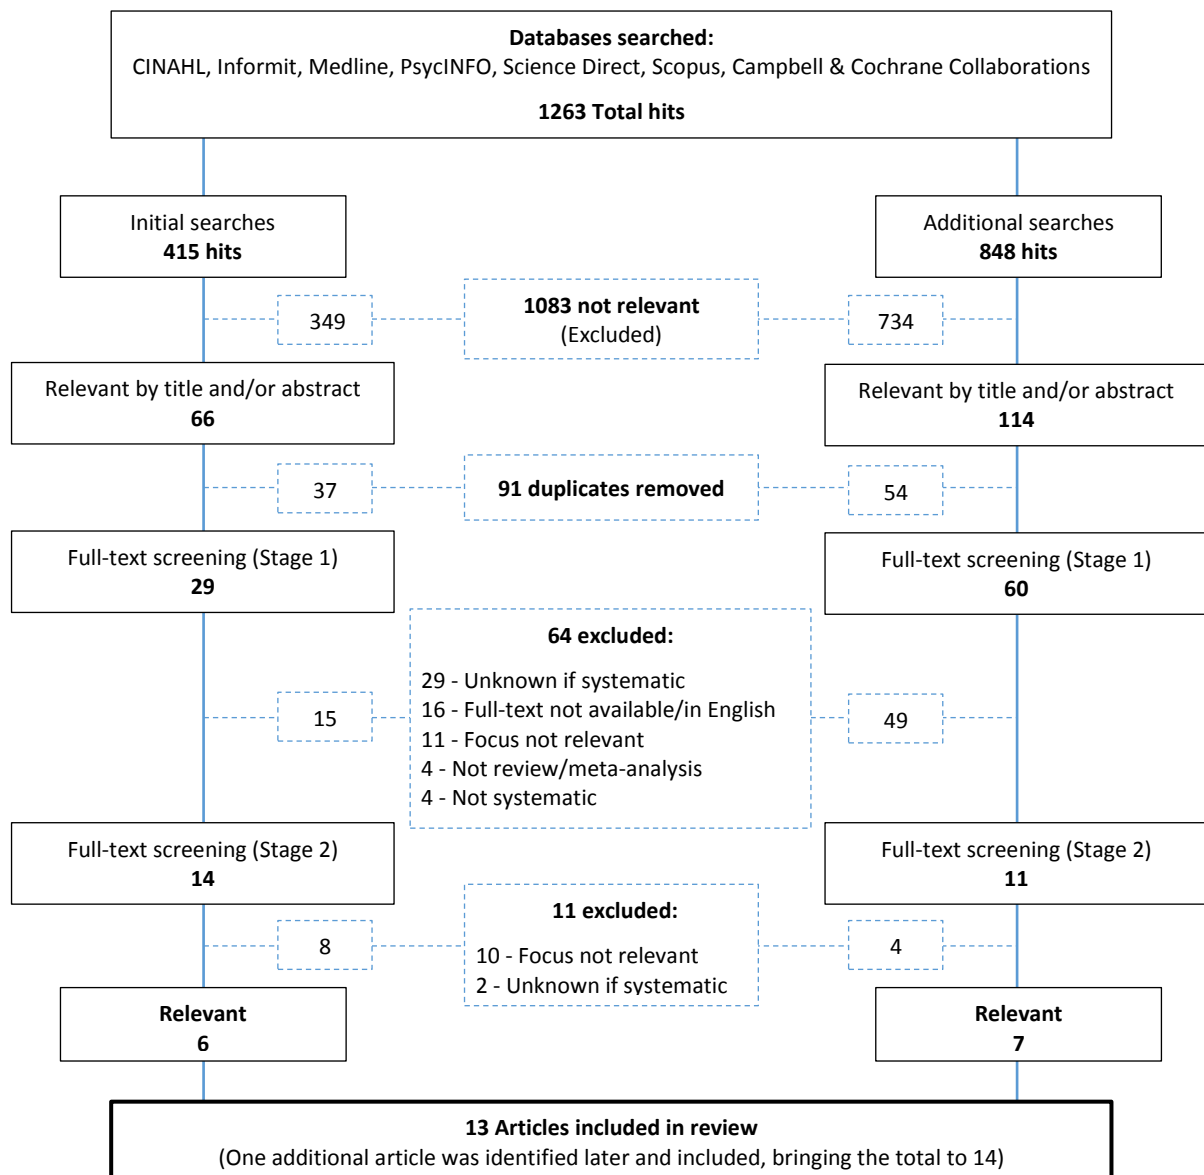 Databases searched:
CINAHL, Informit, Medline, PsycINFO, Science Direct, Scopus, Campbell & Cochrane Collaborations
1263 Total hits
Initial searches
415 hits
Additional searches
848 hits
349
1083 not relevant
(Excluded)
734
Relevant by title and/or abstract
66
Relevant by title and/or abstract
114
37
91 duplicates removed
54
Full-text screening (Stage 1)
29
Full-text screening (Stage 1)
60
64 excluded:
29 - Unknown if systematic
16 - Full-text not available/in English
11 - Focus not relevant
4 - Not review/meta-analysis
4 - Not systematic
15
49
Full-text screening (Stage 2)
14
Full-text screening (Stage 2)
11
11 excluded:
10 - Focus not relevant
2 - Unknown if systematic
8
4
Relevant
6
Relevant
7
13 Articles included in review
(One additional article was identified later and included, bringing the total to 14)